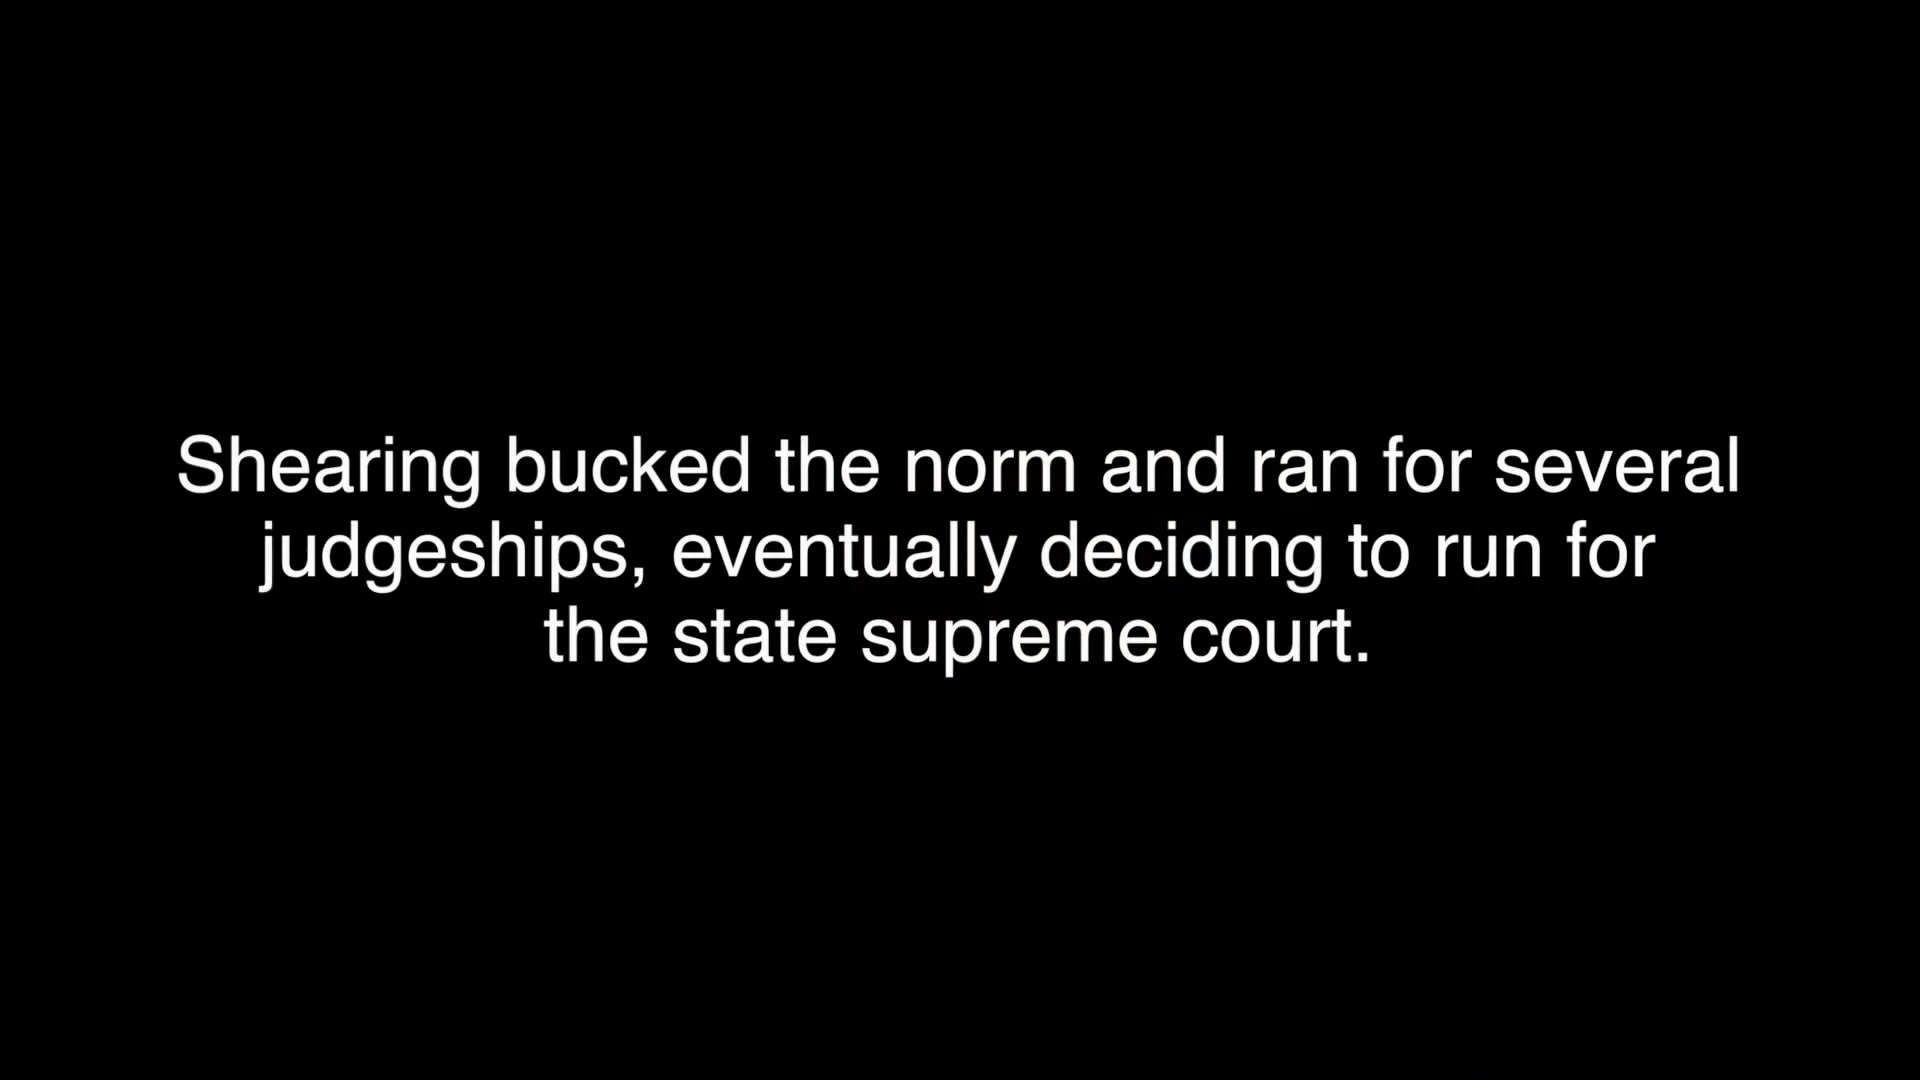 Shearing bucked the norm and ran for several
judgeships, eventually deciding to run for
the state supreme court.